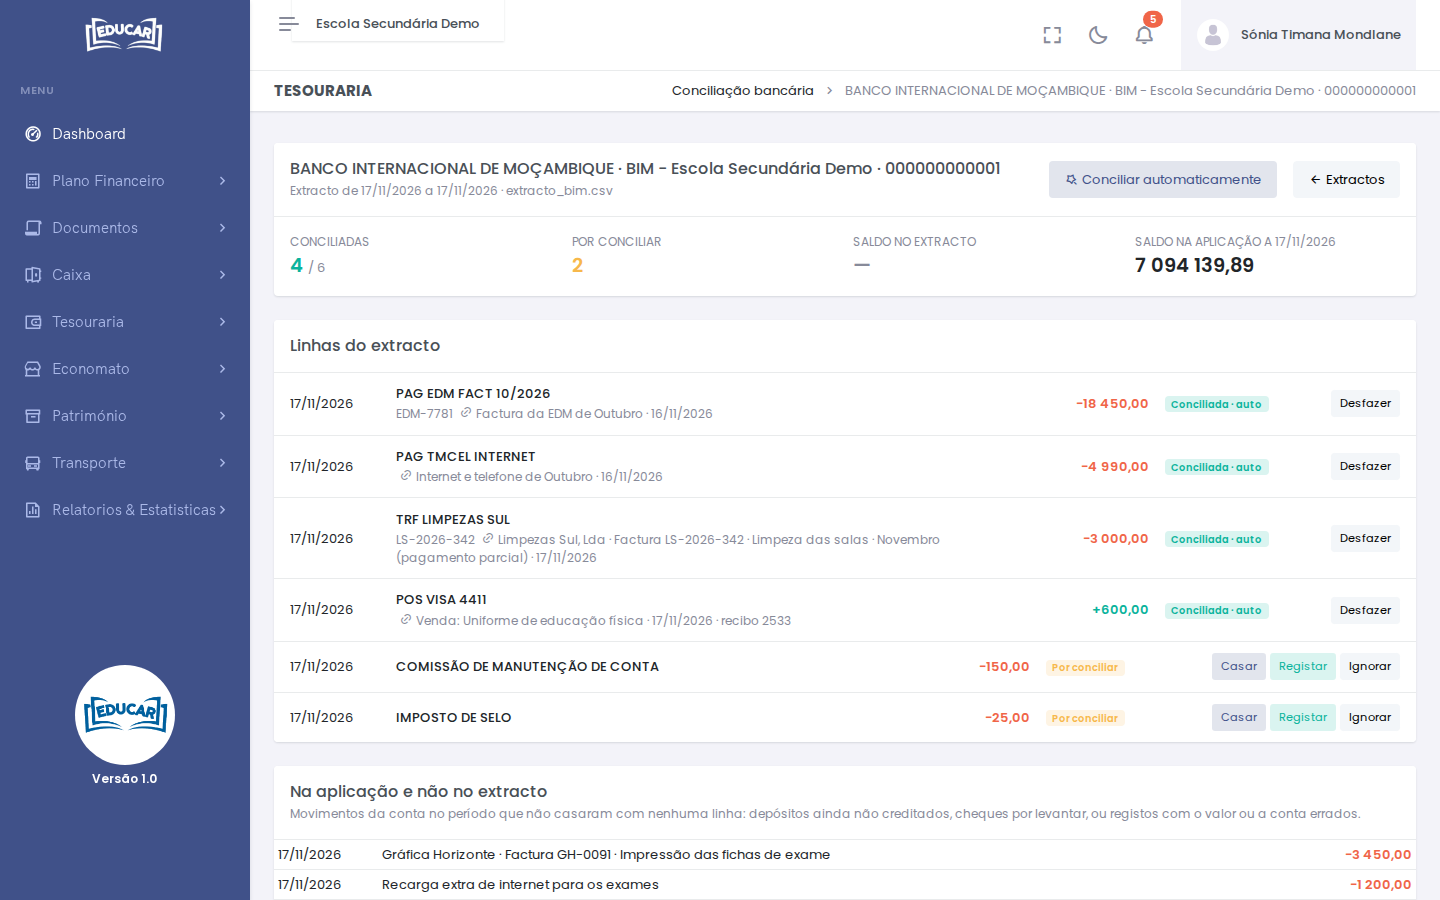 EDUCAR
Escola Secundária Demo
5
Sónia Timana Mondlane
MENU
TESOURARIA
Conciliação bancária
BANCO INTERNACIONAL DE MOÇAMBIQUE · BIM - Escola Secundária Demo · 000000000001
Dashboard
Plano Financeiro
Documentos
Caixa
Tesouraria
Economato
Património
Transporte
Relatorios & Estatisticas
EDUCAR
Versão 1.0
BANCO INTERNACIONAL DE MOÇAMBIQUE · BIM - Escola Secundária Demo · 000000000001
Extracto de 17/11/2026 a 17/11/2026 · extracto_bim.csv
Conciliar automaticamente
Extractos
CONCILIADAS
4 / 6
POR CONCILIAR
2
SALDO NO EXTRACTO
—
SALDO NA APLICAÇÃO A 17/11/2026
7 094 139,89
Linhas do extracto
17/11/2026 PAG EDM FACT 10/2026 -18 450,00 Conciliada · auto Desfazer
EDM-7781 Factura da EDM de Outubro · 16/11/2026
17/11/2026 PAG TMCEL INTERNET -4 990,00 Conciliada · auto Desfazer
Internet e telefone de Outubro · 16/11/2026
17/11/2026 TRF LIMPEZAS SUL -3 000,00 Conciliada · auto Desfazer
LS-2026-342 Limpezas Sul, Lda · Factura LS-2026-342 · Limpeza das salas · Novembro
(pagamento parcial) · 17/11/2026
17/11/2026 POS VISA 4411 +600,00 Conciliada · auto Desfazer
Venda: Uniforme de educação física · 17/11/2026 · recibo 2533
17/11/2026 COMISSÃO DE MANUTENÇÃO DE CONTA -150,00 Por conciliar Casar Registar Ignorar
17/11/2026 IMPOSTO DE SELO -25,00 Por conciliar Casar Registar Ignorar
Na aplicação e não no extracto
Movimentos da conta no período que não casaram com nenhuma linha: depósitos ainda não creditados, cheques por levantar, ou registos com o valor ou a conta errados.
17/11/2026 Gráfica Horizonte · Factura GH-0091 · Impressão das fichas de exame -3 450,00
17/11/2026 Recarga extra de internet para os exames -1 200,00